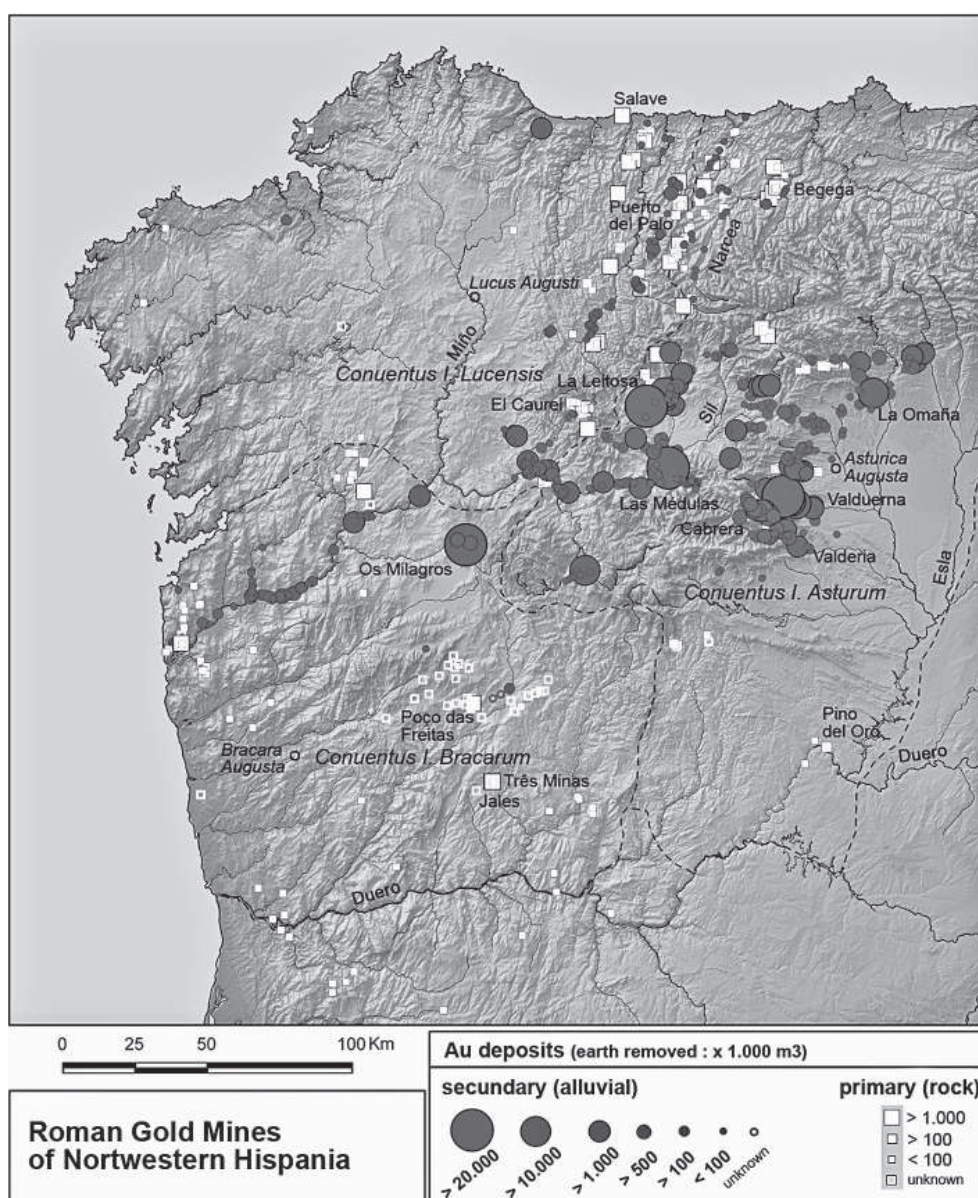 Salave
Begega
Puerto
del Palo
Narcea
Lucus Augusti
Miño
Conuentus I. Lucensis
La Leitosa
El Caurel
Sil
La Omaña
Asturica
Augusta
Las Médulas
Valduerna
Cabrera
Valderia
Os Milagros
Esla
Conuentus I. Asturum
Pino
del Oro
Poço das
Freitas
Duero
Bracara
Augusta
Conuentus I. Bracarum
Três Minas
Jales
Duero
0 25 50 100 Km
Au deposits (earth removed : x 1.000 m3)
secundary (alluvial)
primary (rock)
> 20.000
> 10.000
> 1.000
> 500
> 100
< 100
unknown
> 1.000
> 100
< 100
unknown
Roman Gold Mines
of Nortwestern Hispania